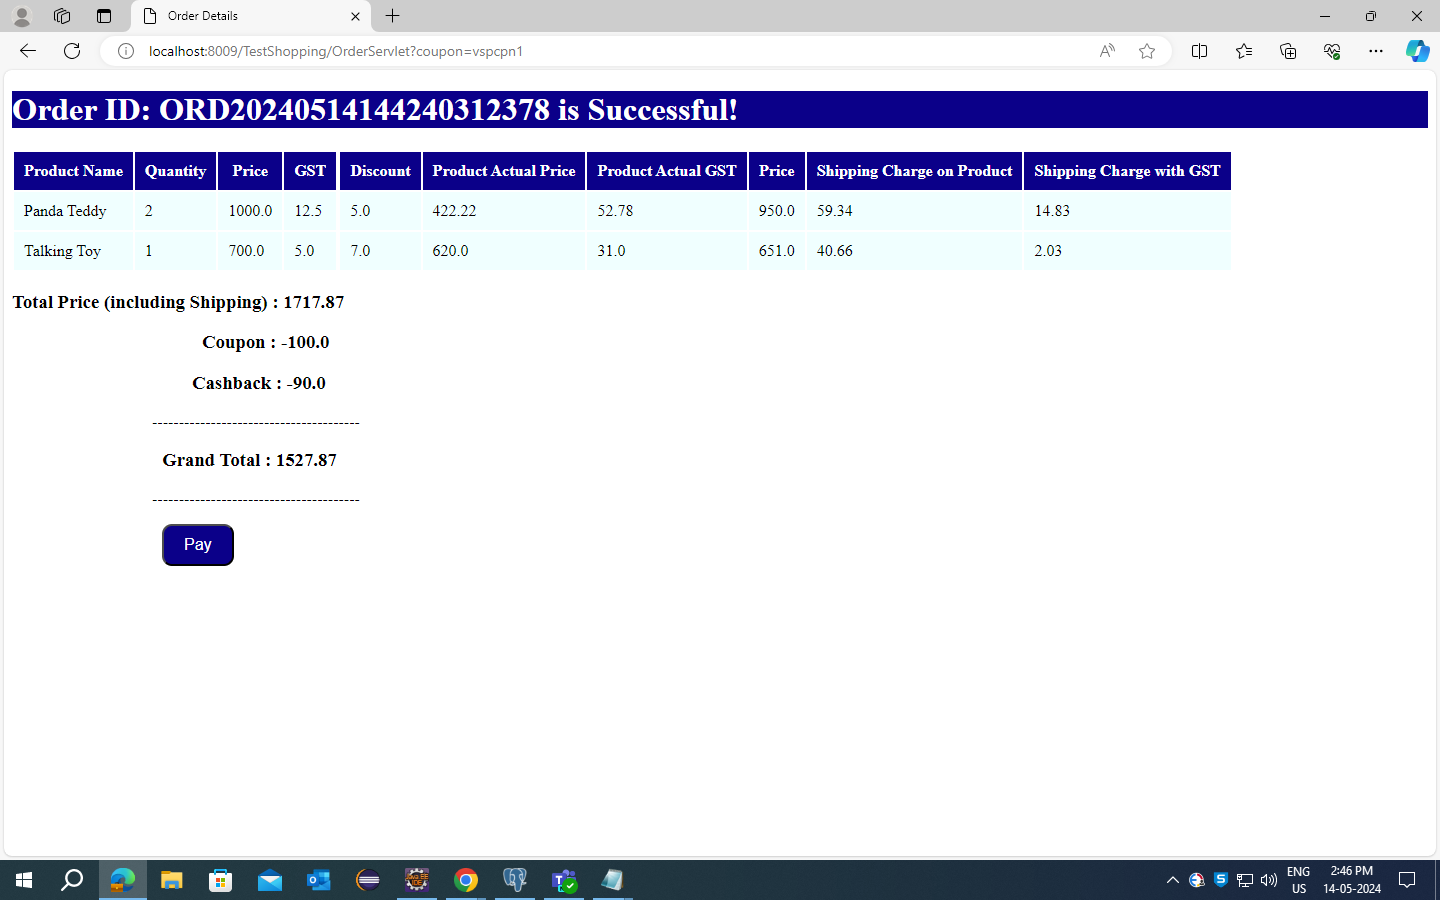 Order Details
localhost:8009/TestShopping/OrderServlet?coupon=vspcpn1
Order ID: ORD20240514144240312378 is Successful!
Product Name Quantity Price GST Discount Product Actual Price Product Actual GST Price Shipping Charge on Product Shipping Charge with GST
Panda Teddy 2 1000.0 12.5 5.0 422.22 52.78 950.0 59.34 14.83
Talking Toy 1 700.0 5.0 7.0 620.0 31.0 651.0 40.66 2.03
Total Price (including Shipping) : 1717.87
Coupon : -100.0
Cashback : -90.0
---------------------------------------
Grand Total : 1527.87
---------------------------------------
Pay
ENG 2:46 PM
US 14-05-2024